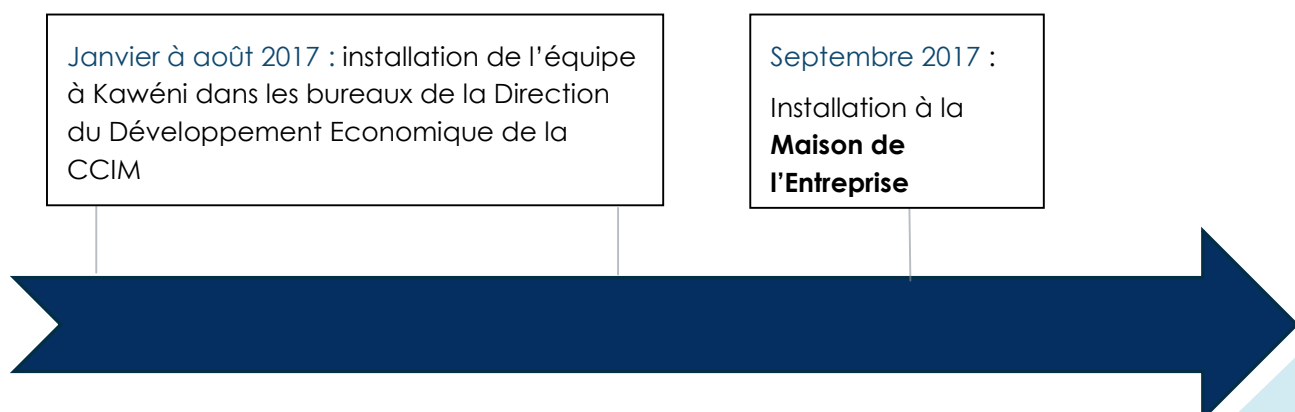 Janvier à août 2017 : installation de l’équipe
à Kawéni dans les bureaux de la Direction
du Développement Economique de la
CCIM
Septembre 2017 :
Installation à la
Maison de
l’Entreprise